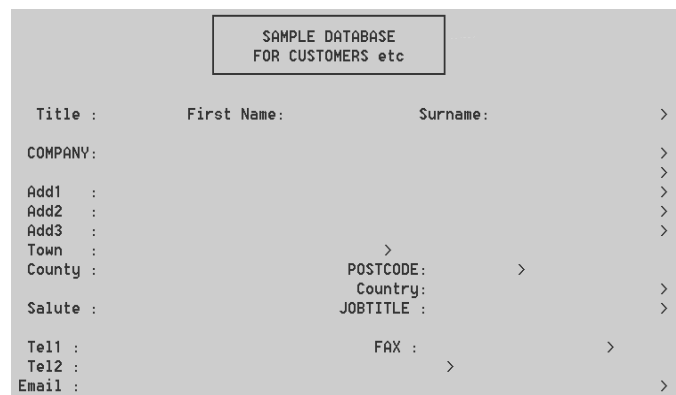 SAMPLE DATABASE
FOR CUSTOMERS etc
Title : First Name: Surname: >
COMPANY: >
>
Add1 : >
Add2 : >
Add3 : >
Town : >
County : POSTCODE: >
Country: >
Salute : JOBTITLE : >
Tel1 : FAX : >
Tel2 : >
Email : >